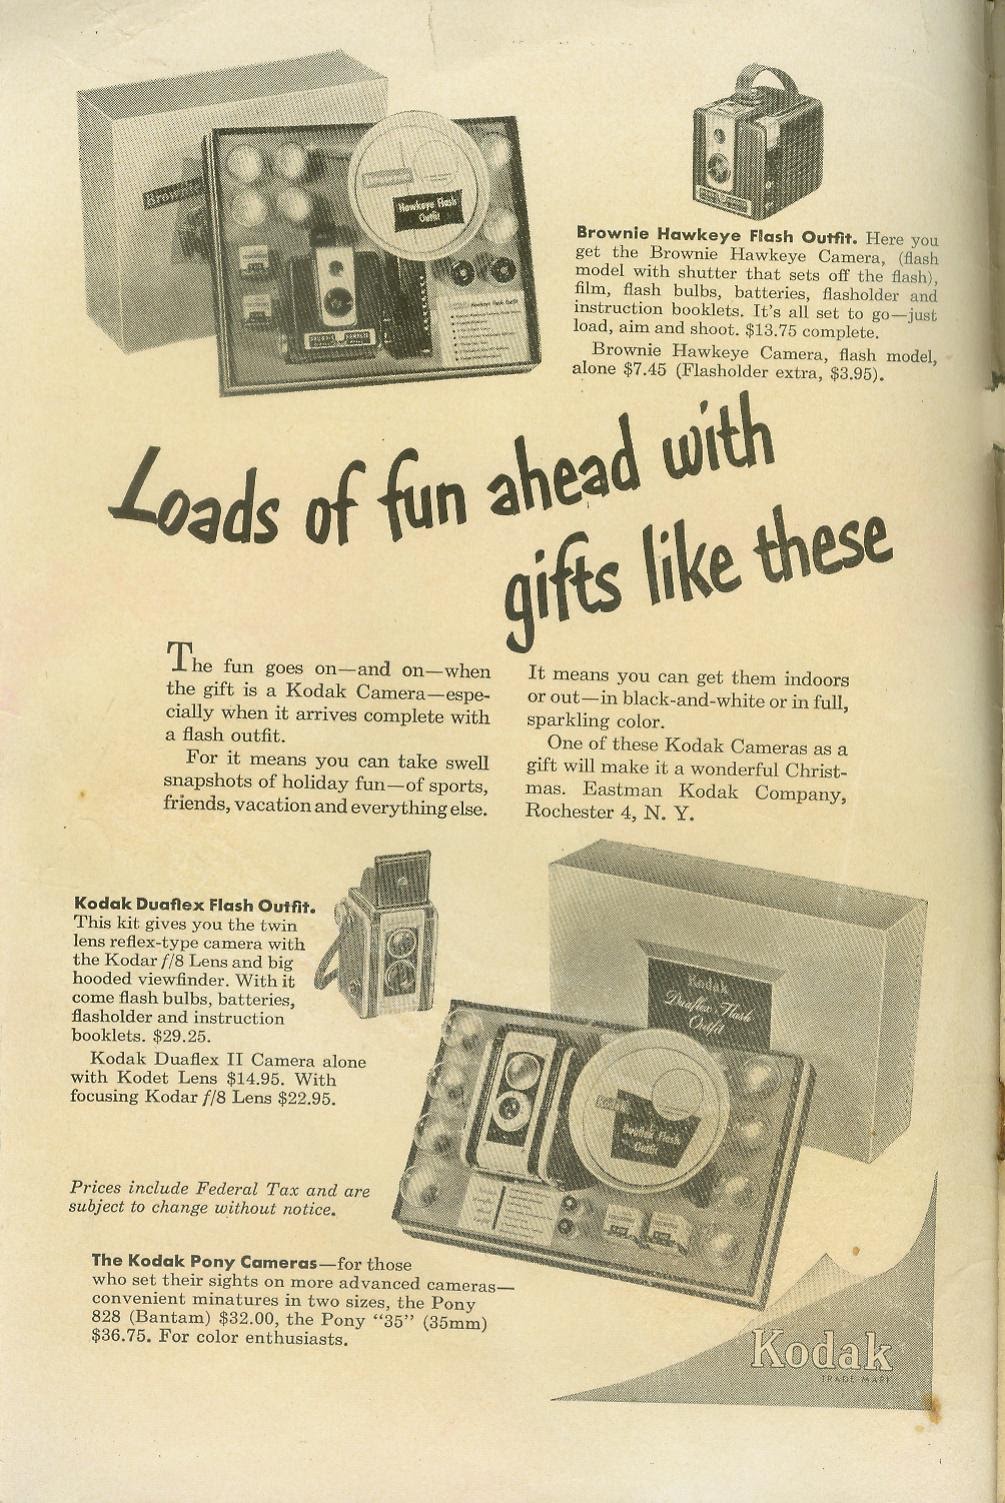 Brownie
Hawkeye Flash
Outfit
Brownie Hawkeye Flash Outfit. Here you
get the Brownie Hawkeye Camera, (flash
model with shutter that sets off the flash),
film, flash bulbs, batteries, flasholder and
instruction booklets. It's all set to go—just
load, aim and shoot. $13.75 complete.
Brownie Hawkeye Camera, flash model,
alone $7.45 (Flasholder extra, $3.95).
Loads of fun ahead with
gifts like these
The fun goes on—and on—when
the gift is a Kodak Camera—espe-
cially when it arrives complete with
a flash outfit.
For it means you can take swell
snapshots of holiday fun—of sports,
friends, vacation and everything else.
It means you can get them indoors
or out—in black-and-white or in full,
sparkling color.
One of these Kodak Cameras as a
gift will make it a wonderful Christ-
mas. Eastman Kodak Company,
Rochester 4, N. Y.
Kodak Duaflex Flash Outfit.
This kit gives you the twin
lens reflex-type camera with
the Kodar f/8 Lens and big
hooded viewfinder. With it
come flash bulbs, batteries,
flasholder and instruction
booklets. $29.25.
Kodak Duaflex II Camera alone
with Kodet Lens $14.95. With
focusing Kodar f/8 Lens $22.95.
Kodak
Duaflex Flash
Outfit
Kodak
Duaflex Flash
Outfit
Prices include Federal Tax and are
subject to change without notice.
The Kodak Pony Cameras—for those
who set their sights on more advanced cameras—
convenient minatures in two sizes, the Pony
828 (Bantam) $32.00, the Pony "35" (35mm)
$36.75. For color enthusiasts.
Kodak
TRADE MARK